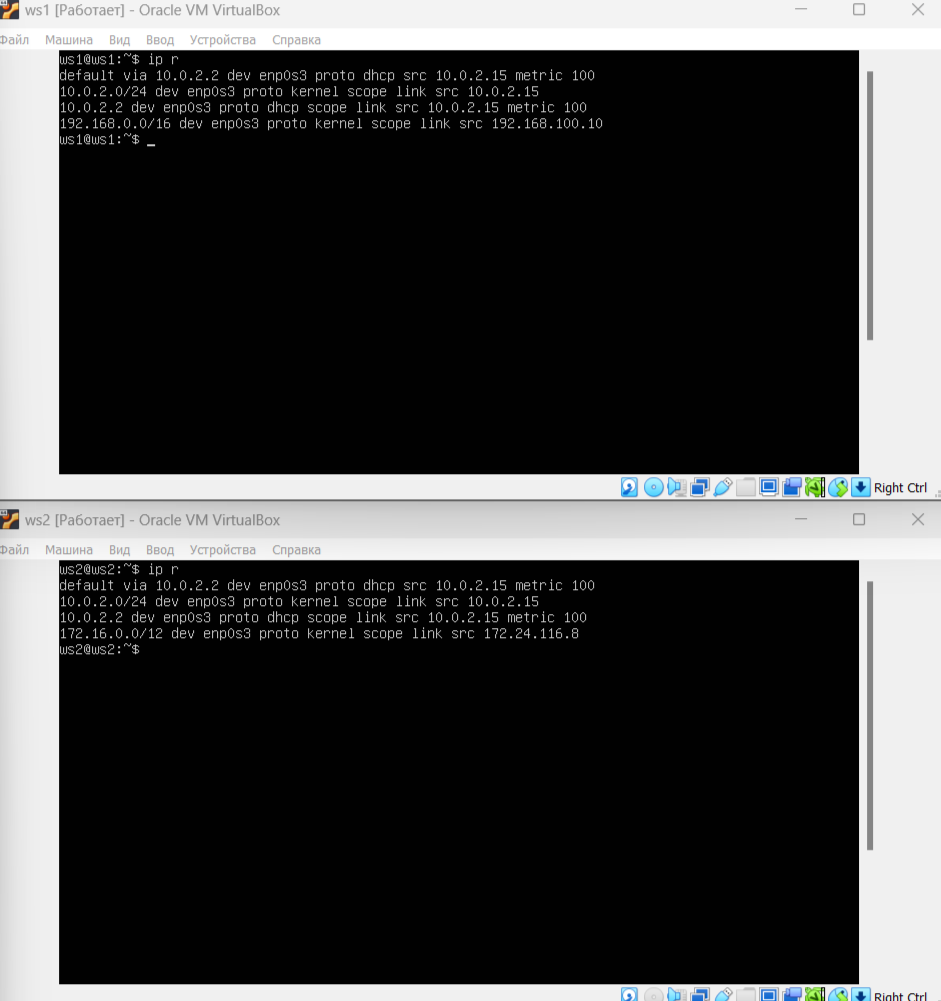 ws1 [Работает] - Oracle VM VirtualBox
Файл Машина Вид Ввод Устройства Справка
ws1@ws1:~$ ip r
default via 10.0.2.2 dev enp0s3 proto dhcp src 10.0.2.15 metric 100
10.0.2.0/24 dev enp0s3 proto kernel scope link src 10.0.2.15
10.0.2.2 dev enp0s3 proto dhcp scope link src 10.0.2.15 metric 100
192.168.0.0/16 dev enp0s3 proto kernel scope link src 192.168.100.10
ws1@ws1:~$ _
Right Ctrl
ws2 [Работает] - Oracle VM VirtualBox
Файл Машина Вид Ввод Устройства Справка
ws2@ws2:~$ ip r
default via 10.0.2.2 dev enp0s3 proto dhcp src 10.0.2.15 metric 100
10.0.2.0/24 dev enp0s3 proto kernel scope link src 10.0.2.15
10.0.2.2 dev enp0s3 proto dhcp scope link src 10.0.2.15 metric 100
172.16.0.0/12 dev enp0s3 proto kernel scope link src 172.24.116.8
ws2@ws2:~$
Right Ctrl